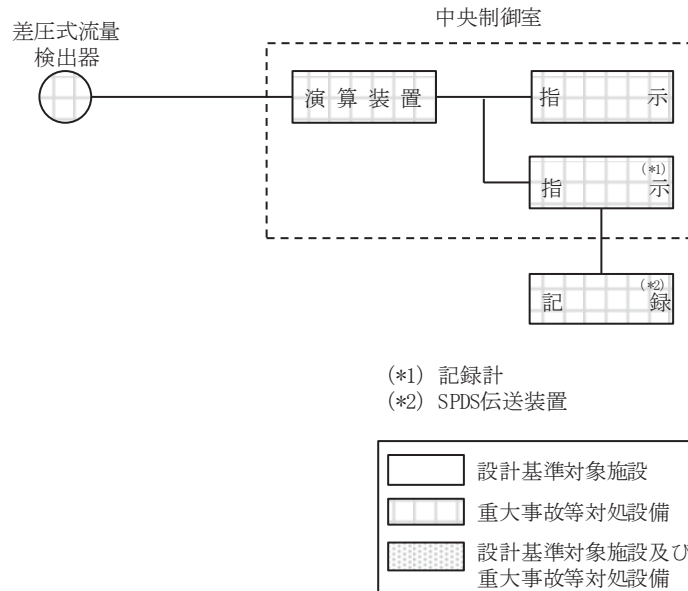 中央制御室
差圧式流量
検出器
演算装置
指示
(*1)
指示
(*2)
記録
(*1) 記録計
(*2) SPDS伝送装置
設計基準対象施設
重大事故等対処設備
設計基準対象施設及び
重大事故等対処設備